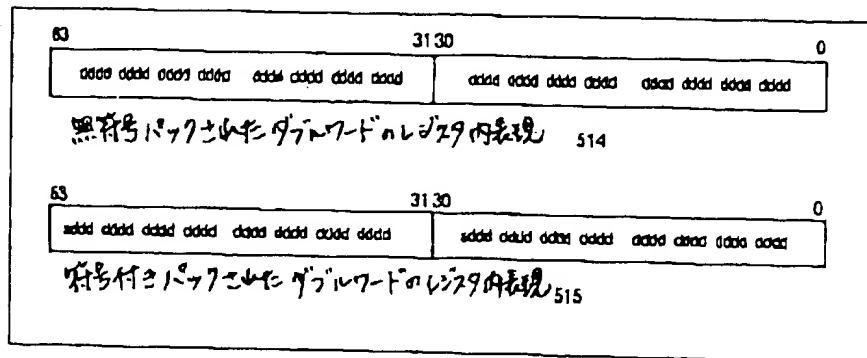 63 3130 0
dddd dddd dddd dddd dddd dddd dddd dddd dddd dddd dddd dddd dddd dddd dddd dddd
無符号パックされたダブルワードのレジスタ内表現 514
63 3130 0
sddd dddd dddd dddd dddd dddd dddd dddd sddd dddd dddd dddd dddd dddd dddd dddd
符号付きパックされたダブルワードのレジスタ内表現 515